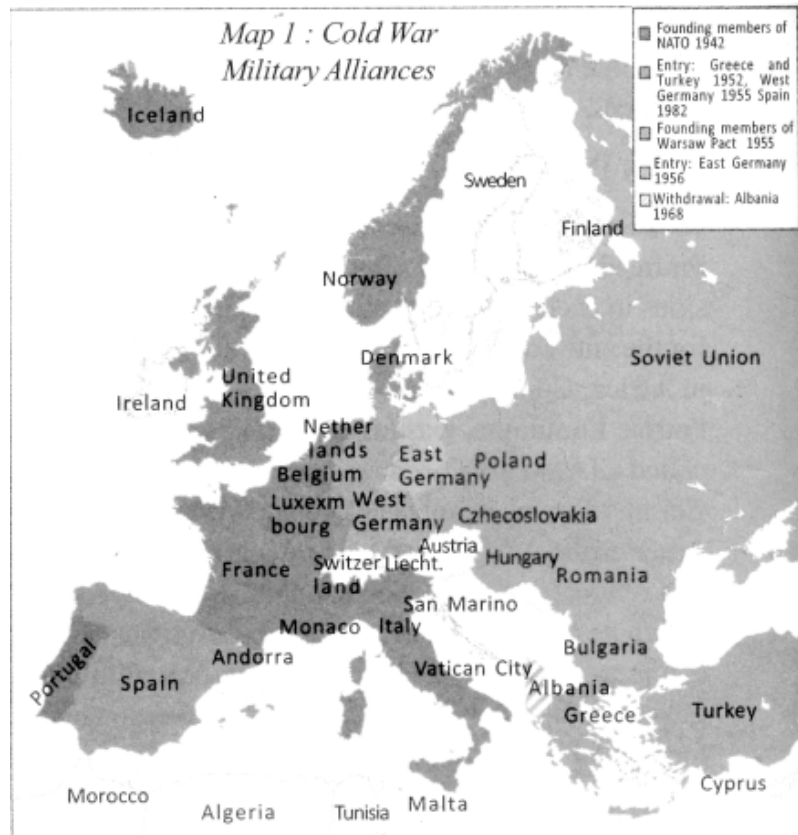 Map 1 : Cold War
Military Alliances
Founding members of
NATO 1942
Entry: Greece and
Turkey 1952, West
Germany 1955 Spain
1982
Founding members of
Warsaw Pact 1955
Entry: East Germany
1956
Withdrawal: Albania
1968
Iceland
Sweden
Finland
Norway
Denmark
Soviet Union
United
Kingdom
Ireland
Nether
lands
Belgium
East
Germany
Poland
Luxexm
bourg
West
Germany
Czhecoslovakia
Austria
France
Switzer
land
Liecht.
Hungary
Romania
San Marino
Monaco
Italy
Andorra
Portugal
Spain
Vatican City
Bulgaria
Albania
Greece
Turkey
Morocco
Algeria
Tunisia
Malta
Cyprus